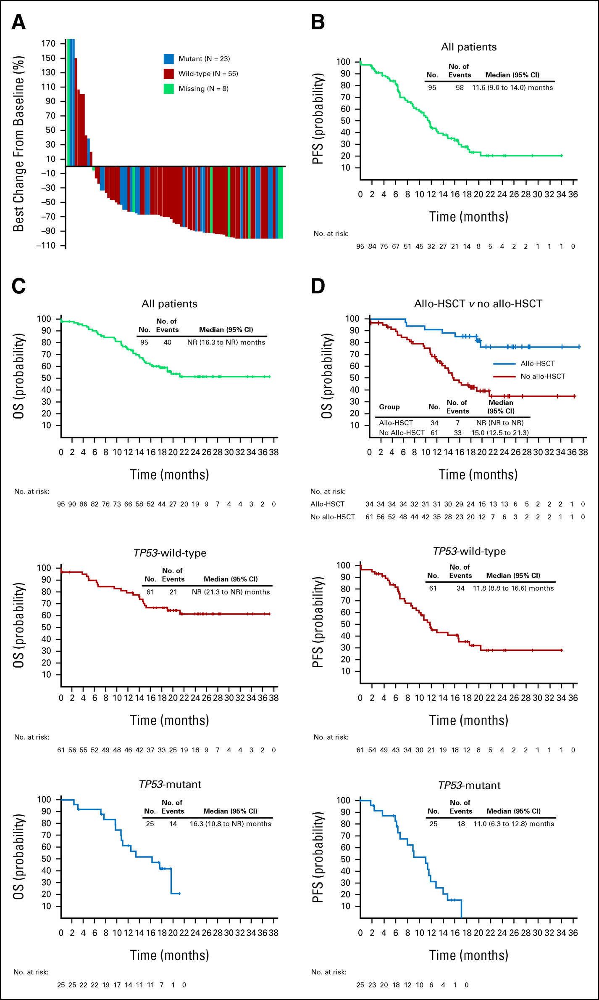 A
Best Change From Baseline (%)
170
150
130
110
90
70
50
30
10
–10
–30
–50
–70
–90
–110
Mutant (N = 23)
Wild-type (N = 55)
Missing (N = 8)
B
All patients
PFS (probability)
100
90
80
70
60
50
40
30
20
10
No. No. of Events Median (95% CI)
95 58 11.6 (9.0 to 14.0) months
0 2 4 6 8 10 12 14 16 18 20 22 24 26 28 30 32 34 36
Time (months)
No. at risk:
95 84 75 67 51 45 32 27 21 14 8 5 4 2 2 1 1 1 0
C
All patients
OS (probability)
100
90
80
70
60
50
40
30
20
10
No. No. of Events Median (95% CI)
95 40 NR (16.3 to NR) months
0 2 4 6 8 10 12 14 16 18 20 22 24 26 28 30 32 34 36 38
Time (months)
No. at risk:
95 90 86 82 76 73 66 58 52 44 27 20 19 9 7 4 4 3 2 0
D
Allo-HSCT v no allo-HSCT
OS (probability)
100
90
80
70
60
50
40
30
20
10
Allo-HSCT
No allo-HSCT
Group No. No. of Events Median (95% CI)
Allo-HSCT 34 7 NR (NR to NR)
No Allo-HSCT 61 33 15.0 (12.5 to 21.3)
0 2 4 6 8 10 12 14 16 18 20 22 24 26 28 30 32 34 36 38
Time (months)
No. at risk:
Allo-HSCT 34 34 34 34 32 31 31 30 29 24 15 13 13 6 5 2 2 2 1 0
No allo-HSCT 61 56 52 48 44 42 35 28 23 20 12 7 6 3 2 2 2 1 1 0
TP53-wild-type
OS (probability)
100
90
80
70
60
50
40
30
20
10
No. No. of Events Median (95% CI)
61 21 NR (21.3 to NR) months
0 2 4 6 8 10 12 14 16 18 20 22 24 26 28 30 32 34 36 38
Time (months)
No. at risk:
61 56 55 52 49 48 46 42 37 33 25 19 18 9 7 4 4 3 2 0
TP53-wild-type
PFS (probability)
100
90
80
70
60
50
40
30
20
10
No. No. of Events Median (95% CI)
61 34 11.8 (8.8 to 16.6) months
0 2 4 6 8 10 12 14 16 18 20 22 24 26 28 30 32 34 36
Time (months)
No. at risk:
61 54 49 43 34 30 21 19 18 12 8 5 4 2 2 1 1 1 0
TP53-mutant
OS (probability)
100
90
80
70
60
50
40
30
20
10
No. No. of Events Median (95% CI)
25 14 16.3 (10.8 to NR) months
0 2 4 6 8 10 12 14 16 18 20 22 24 26 28 30 32 34 36 38
Time (months)
No. at risk:
25 25 22 22 19 17 14 11 11 7 1 0
TP53-mutant
PFS (probability)
100
90
80
70
60
50
40
30
20
10
No. No. of Events Median (95% CI)
25 18 11.0 (6.3 to 12.8) months
0 2 4 6 8 10 12 14 16 18 20 22 24 26 28 30 32 34 36
Time (months)
No. at risk:
25 23 20 18 12 10 6 4 1 0